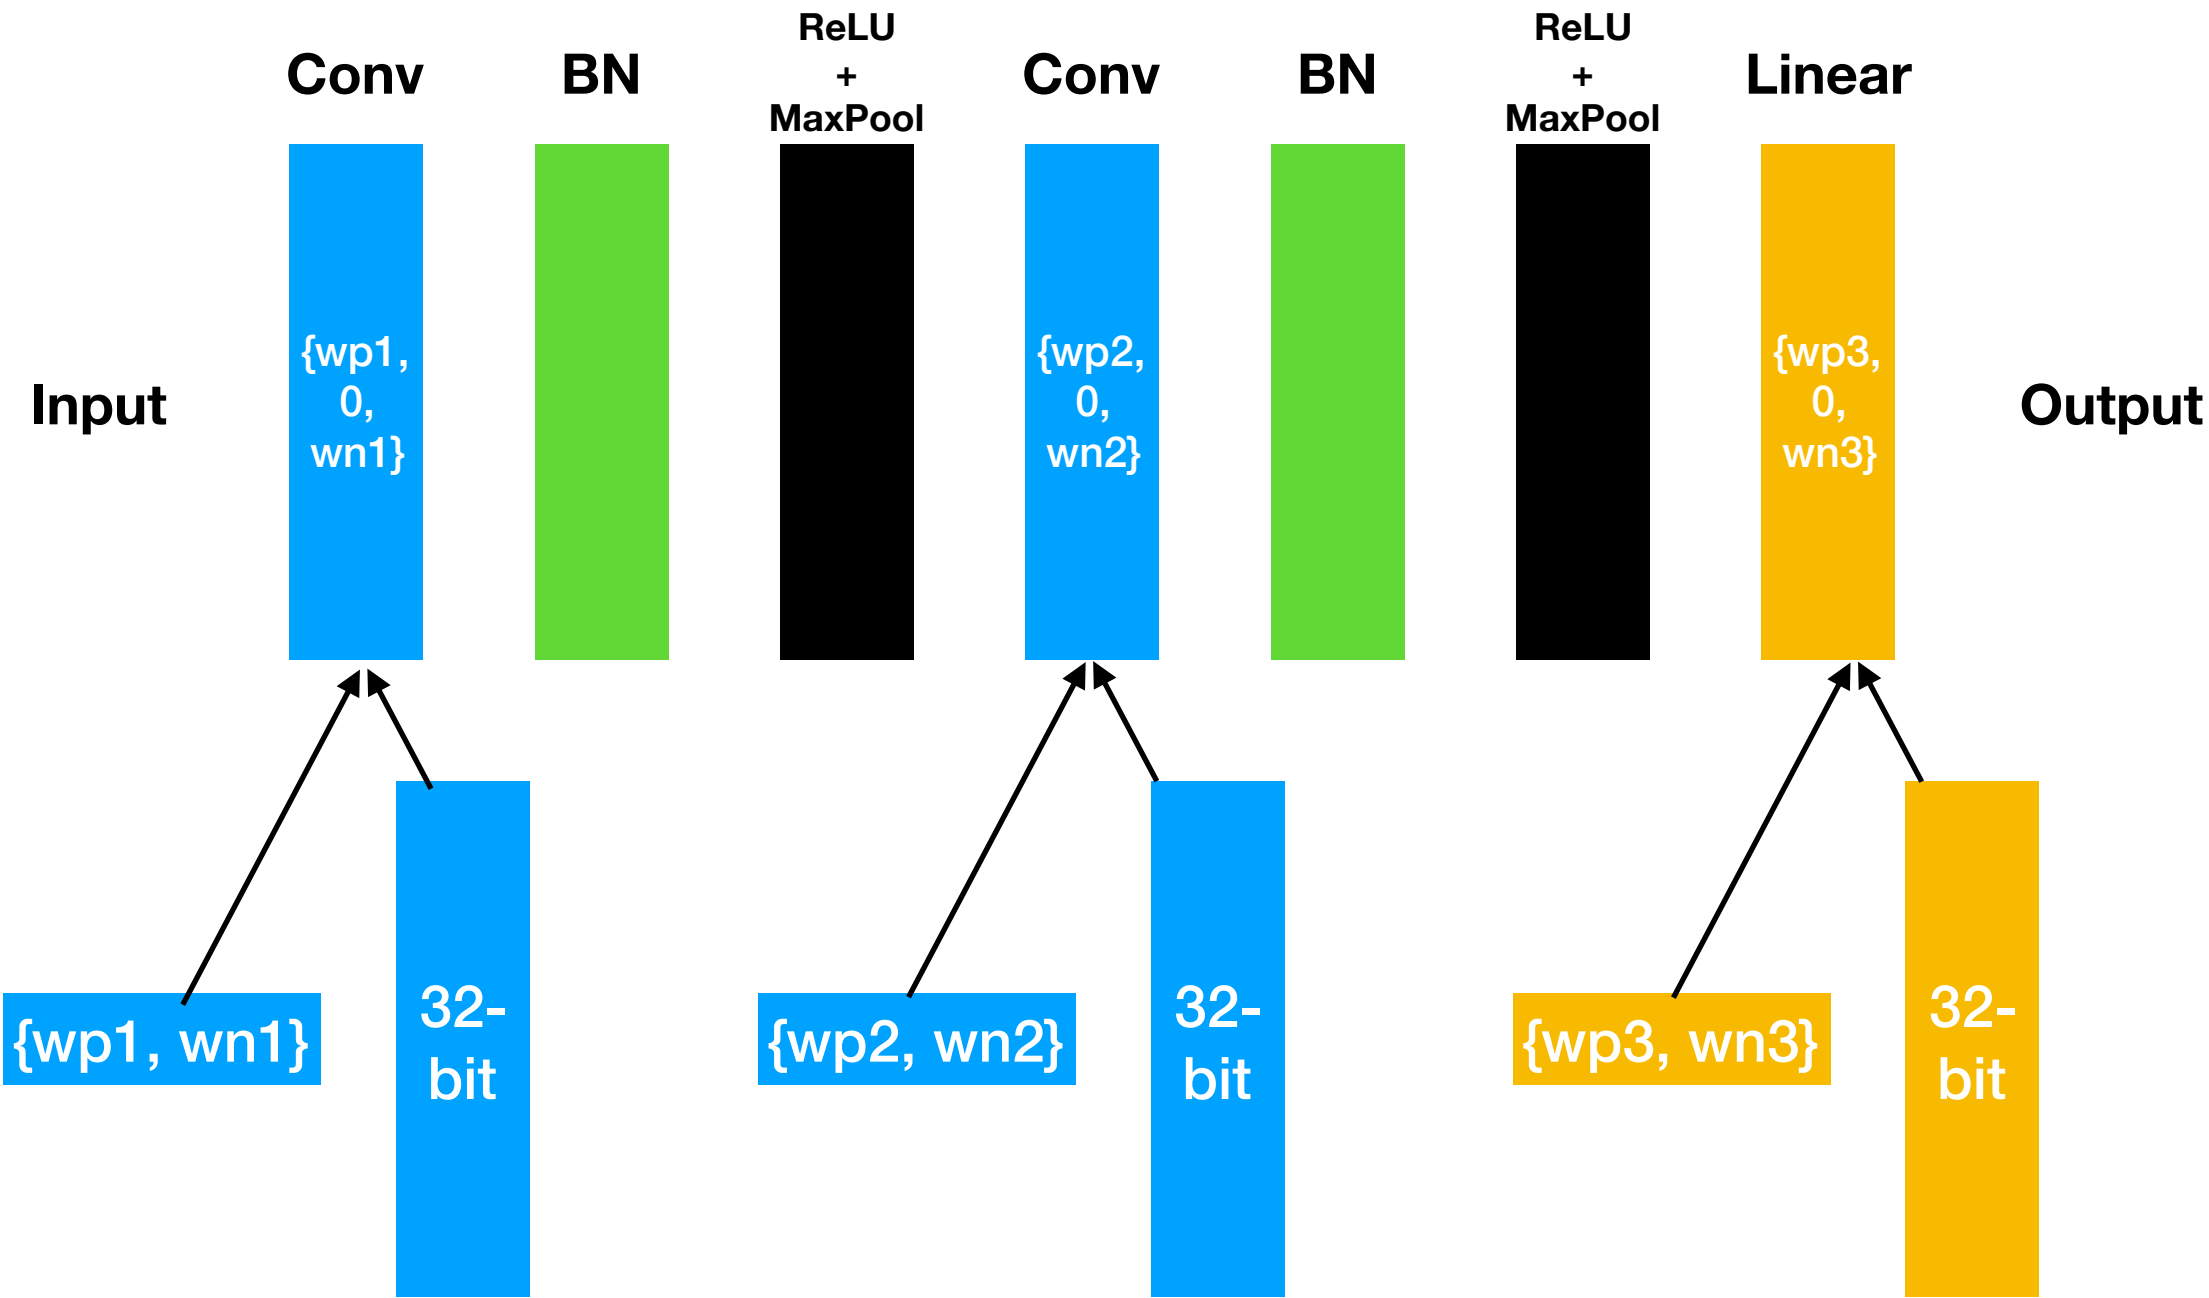 Conv
BN
ReLU
+
MaxPool
Conv
BN
ReLU
+
MaxPool
Linear
Input
{wp1,
0,
wn1}
{wp2,
0,
wn2}
{wp3,
0,
wn3}
Output
{wp1, wn1}
32-
bit
{wp2, wn2}
32-
bit
{wp3, wn3}
32-
bit